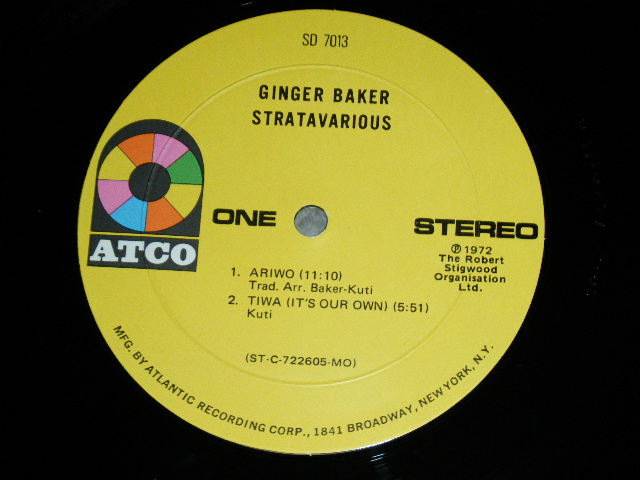 SD 7013
GINGER BAKER
STRATAVARIOUS
ATCO
ONE
STEREO
℗ 1972
The Robert
Stigwood
Organisation
Ltd.
1. ARIWO (11:10)
Trad. Arr. Baker-Kuti
2. TIWA (IT'S OUR OWN) (5:51)
Kuti
(ST-C-722605-MO)
MFG. BY ATLANTIC RECORDING CORP., 1841 BROADWAY, NEW YORK, N.Y.